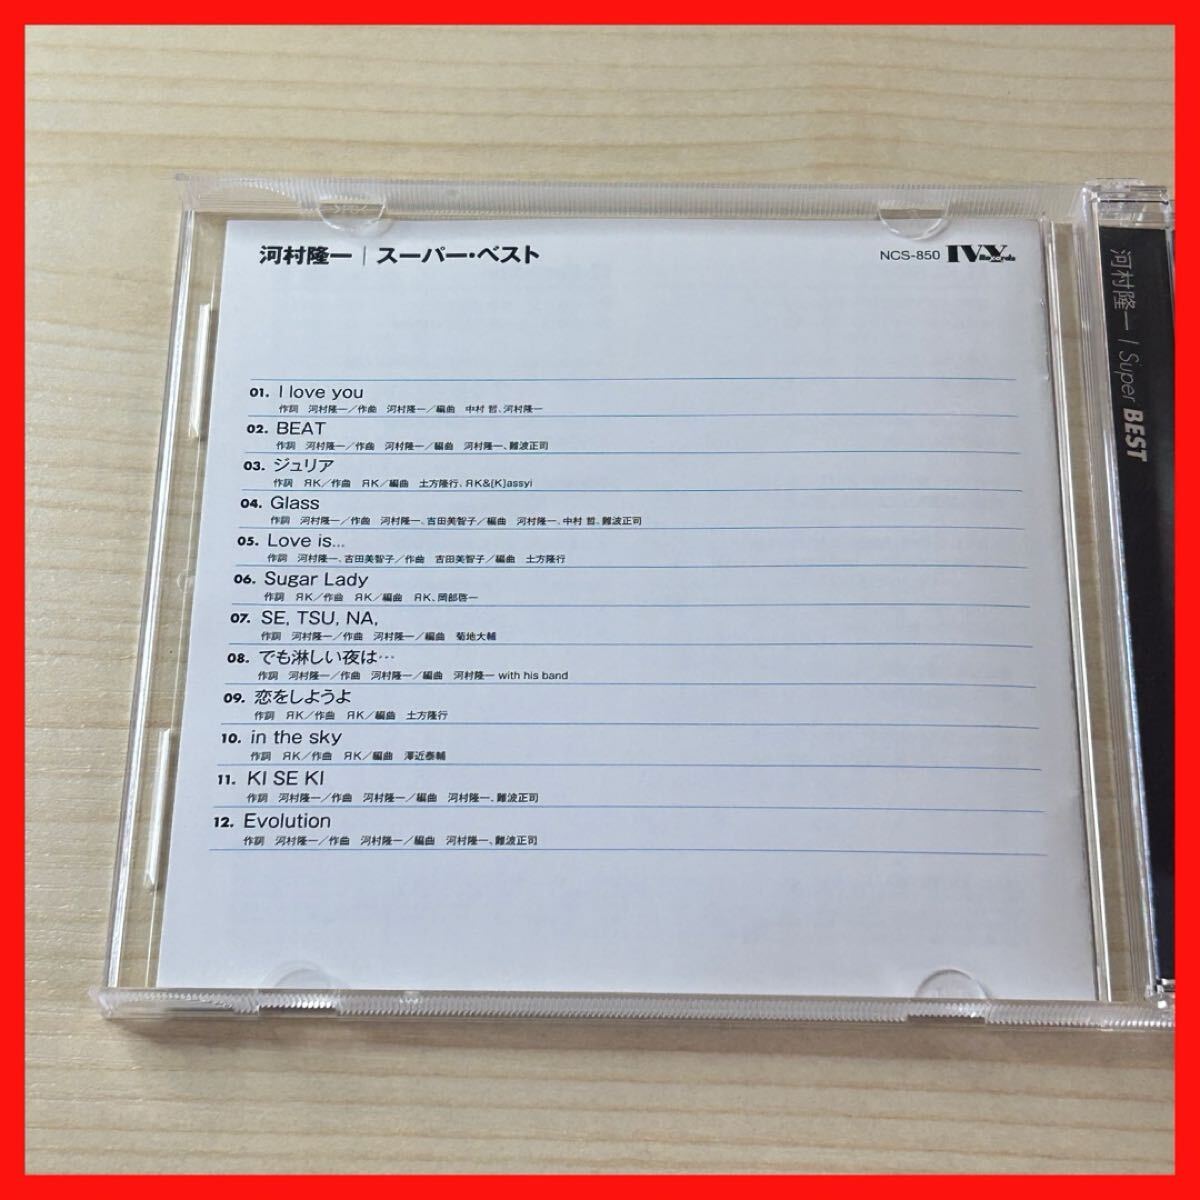 河村隆一｜スーパー・ベスト
NCS-850 IVY Records
01. I love you
作詞 河村隆一／作曲 河村隆一／編曲 中村 哲、河村隆一
02. BEAT
作詞 河村隆一／作曲 河村隆一／編曲 河村隆一、難波正司
03. ジュリア
作詞 ЯK／作曲 ЯK／編曲 土方隆行、ЯK&[K]assyi
04. Glass
作詞 河村隆一／作曲 河村隆一、吉田美智子／編曲 河村隆一、中村 哲、難波正司
05. Love is...
作詞 河村隆一、吉田美智子／作曲 吉田美智子／編曲 土方隆行
06. Sugar Lady
作詞 ЯK／作曲 ЯK／編曲 ЯK、岡部啓一
07. SE, TSU, NA,
作詞 河村隆一／作曲 河村隆一／編曲 菊地大輔
08. でも淋しい夜は…
作詞 河村隆一／作曲 河村隆一／編曲 河村隆一 with his band
09. 恋をしようよ
作詞 ЯK／作曲 ЯK／編曲 土方隆行
10. in the sky
作詞 ЯK／作曲 ЯK／編曲 澤近泰輔
11. KI SE KI
作詞 河村隆一／作曲 河村隆一／編曲 河村隆一、難波正司
12. Evolution
作詞 河村隆一／作曲 河村隆一／編曲 河村隆一、難波正司
河村隆一 / Super BEST